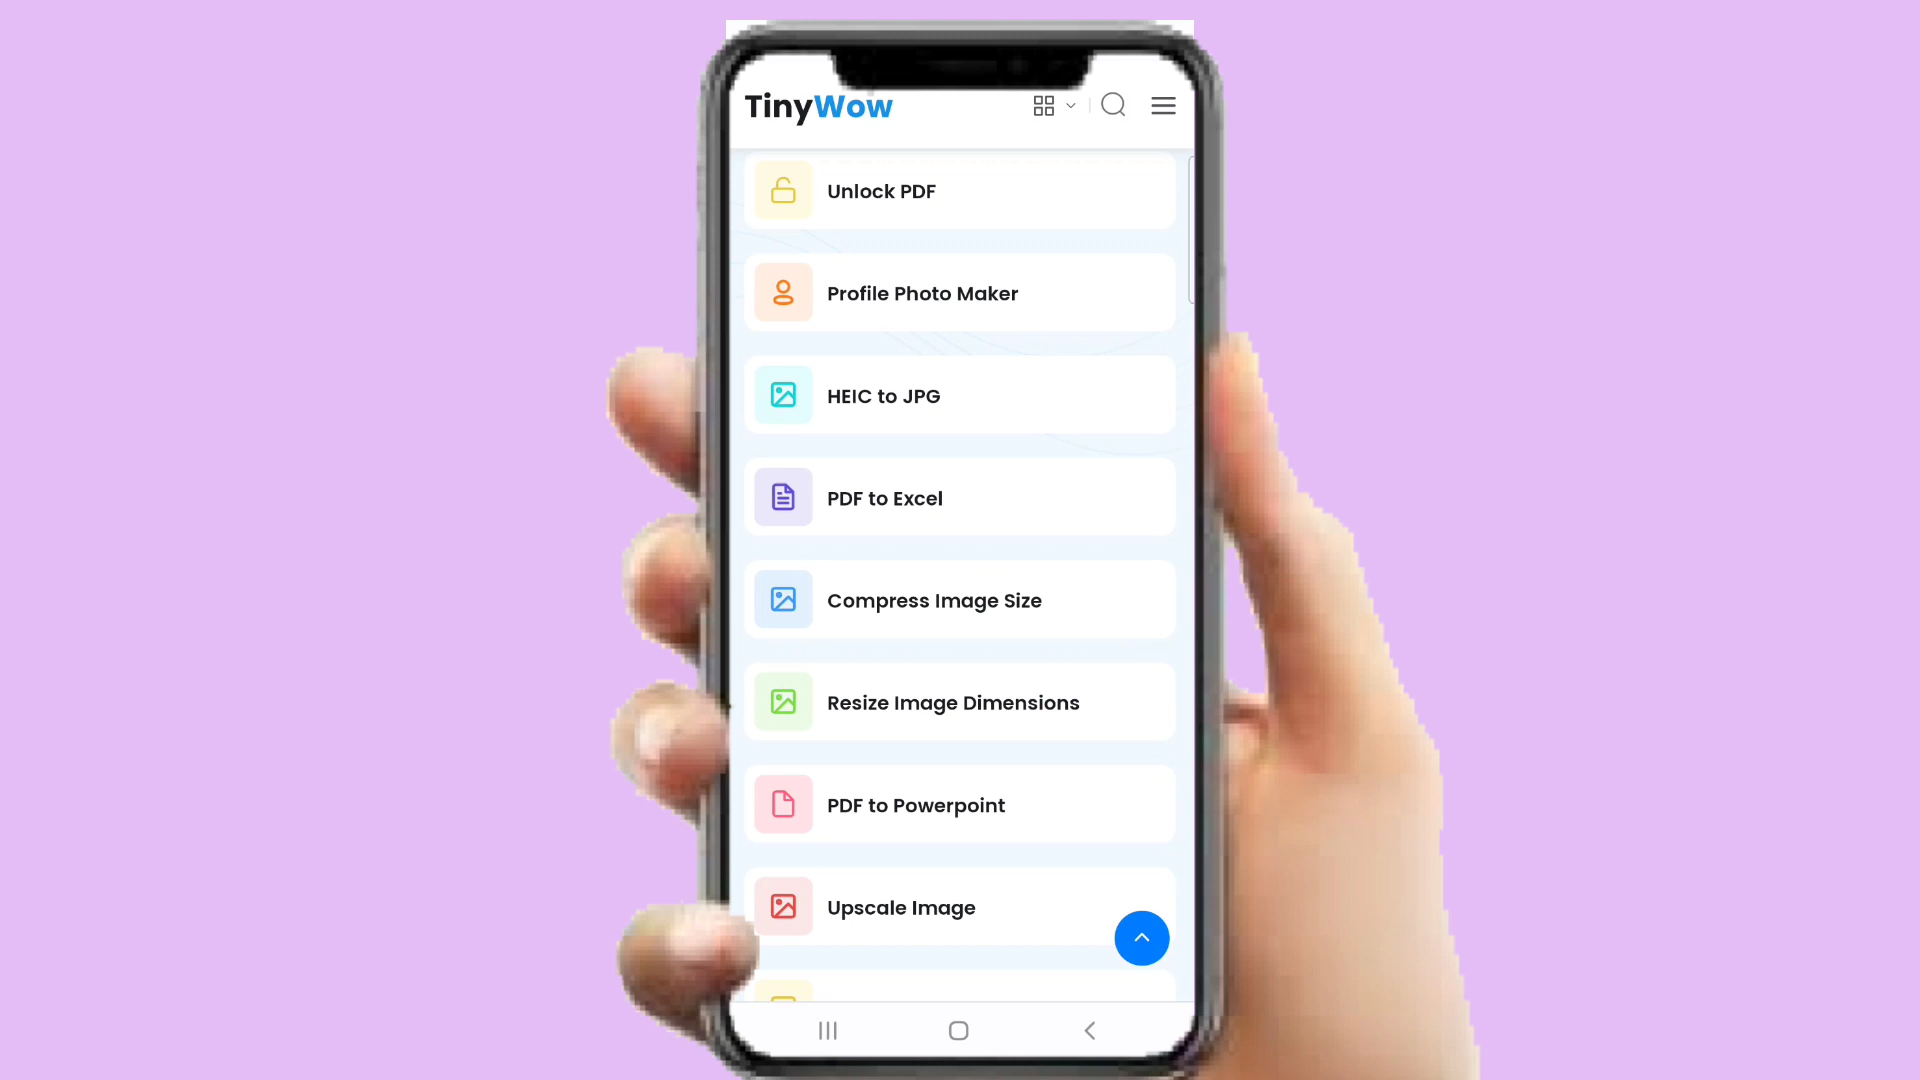 TinyWow
Unlock PDF
Profile Photo Maker
HEIC to JPG
PDF to Excel
Compress Image Size
Resize Image Dimensions
PDF to Powerpoint
Upscale Image